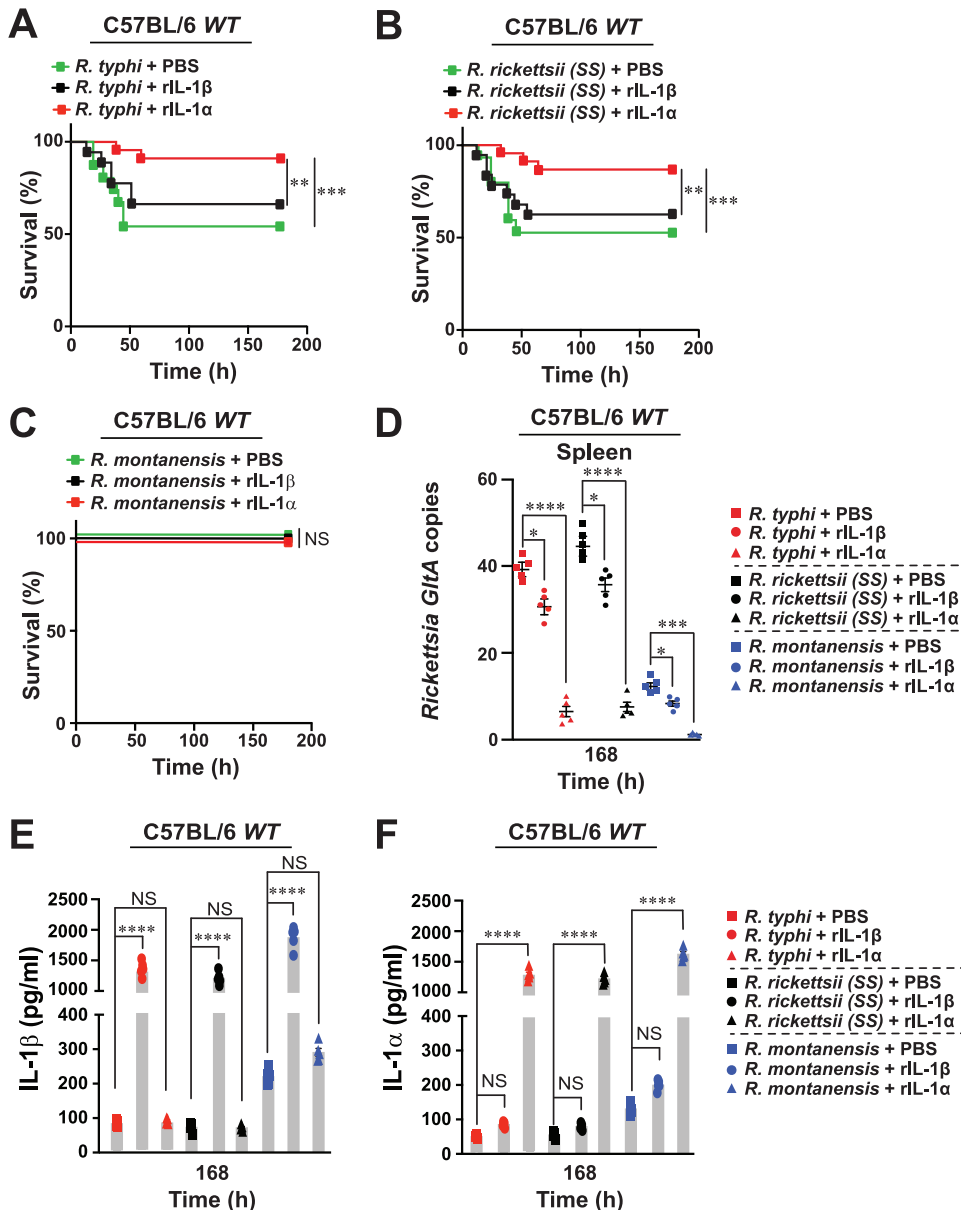 A
C57BL/6 WT
R. typhi + PBS
R. typhi + rIL-1β
R. typhi + rIL-1α
100
50
0
Survival (%)
**
***
0 50 100 150 200
Time (h)
B
C57BL/6 WT
R. rickettsii (SS) + PBS
R. rickettsii (SS) + rIL-1β
R. rickettsii (SS) + rIL-1α
100
50
0
Survival (%)
**
***
0 50 100 150 200
Time (h)
C
C57BL/6 WT
R. montanensis + PBS
R. montanensis + rIL-1β
R. montanensis + rIL-1α
100
50
0
Survival (%)
NS
0 50 100 150 200
Time (h)
D
C57BL/6 WT
Spleen
60
40
20
0
Rickettsia GltA copies
****
*
****
*
***
*
168
Time (h)
R. typhi + PBS
R. typhi + rIL-1β
R. typhi + rIL-1α
R. rickettsii (SS) + PBS
R. rickettsii (SS) + rIL-1β
R. rickettsii (SS) + rIL-1α
R. montanensis + PBS
R. montanensis + rIL-1β
R. montanensis + rIL-1α
E
C57BL/6 WT
2500
2000
1500
1000
400
300
200
100
0
IL-1β (pg/ml)
NS
****
NS
****
NS
****
168
Time (h)
F
C57BL/6 WT
2500
2000
1500
1000
400
300
200
100
0
IL-1α (pg/ml)
****
NS
****
NS
****
NS
168
Time (h)
R. typhi + PBS
R. typhi + rIL-1β
R. typhi + rIL-1α
R. rickettsii (SS) + PBS
R. rickettsii (SS) + rIL-1β
R. rickettsii (SS) + rIL-1α
R. montanensis + PBS
R. montanensis + rIL-1β
R. montanensis + rIL-1α